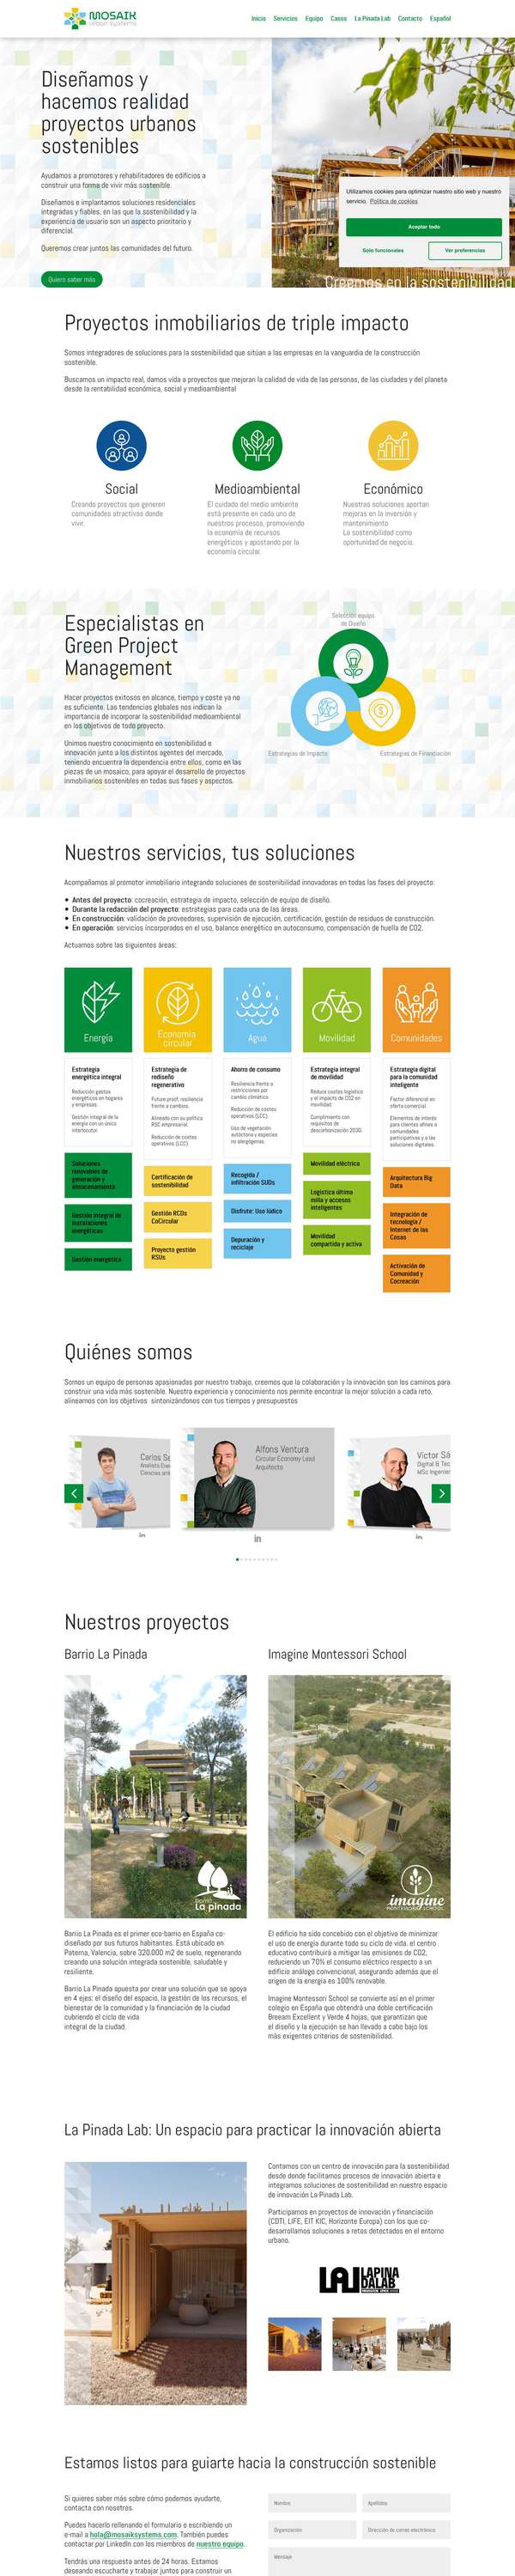 MOSAIK
urban systems
Inicio Servicios Equipo Casos La Pinada Lab Contacto Español
Diseñamos y
hacemos realidad
proyectos urbanos
sostenibles
Ayudamos a promotores y rehabilitadores de edificios a
construir una forma de vivir más sostenible.
Diseñamos e implantamos soluciones residenciales
integradas y fiables, en las que la sostenibilidad y la
experiencia de usuario son un aspecto prioritario y
diferencial.
Queremos crear juntos las comunidades del futuro.
Quiero saber más
Utilizamos cookies para optimizar nuestro sitio web y nuestro
servicio. Política de cookies
Aceptar todo
Solo funcionales
Ver preferencias
Creemos en la sostenibilidad
Proyectos inmobiliarios de triple impacto
Somos integradores de soluciones para la sostenibilidad que sitúan a las empresas en la vanguardia de la construcción
sostenible.
Buscamos un impacto real, damos vida a proyectos que mejoran la calidad de vida de las personas, de las ciudades y del planeta
desde la rentabilidad económica, social y medioambiental
Social
Creando proyectos que generen
comunidades atractivas donde
vivir.
Medioambiental
El cuidado del medio ambiente
está presente en cada uno de
nuestros procesos, promoviendo
la economía de recursos
energéticos y apostando por la
economía circular.
Económico
Nuestras soluciones aportan
mejoras en la inversión y
mantenimiento
La sostenibilidad como
oportunidad de negocio.
Especialistas en
Green Project
Management
Hacer proyectos exitosos en alcance, tiempo y coste ya no
es suficiente. Las tendencias globales nos indican la
importancia de incorporar la sostenibilidad medioambiental
en los objetivos de todo proyecto.
Unimos nuestro conocimiento en sostenibilidad e
innovación junto a los distintos agentes del mercado,
teniendo encuentra la dependencia entre ellos, como en las
piezas de un mosaico, para apoyar el desarrollo de proyectos
inmobiliarios sostenibles en todas sus fases y aspectos.
Selección equipo
de Diseño
Estrategias de Impacto
Estrategias de Financiación
Nuestros servicios, tus soluciones
Acompañamos al promotor inmobiliario integrando soluciones de sostenibilidad innovadoras en todas las fases del proyecto:
• Antes del proyecto: cocreación, estrategia de impacto, selección de equipo de diseño.
• Durante la redacción del proyecto: estrategias para cada una de las áreas.
• En construcción: validación de proveedores, supervisión de ejecución, certificación, gestión de residuos de construcción.
• En operación: servicios incorporados en el uso, balance energético en autoconsumo, compensación de huella de CO2.
Actuamos sobre las siguientes áreas:
Energía
Estrategia
energética integral
Reducción gastos
energéticos en hogares
y empresas.
Gestión integral de la
energía con un único
interlocutor.
Soluciones
renovables de
generación y
almacenamiento
Gestión integral de
instalaciones
energéticas
Gestión energética
Economía
circular
Estrategia de
rediseño
regenerativo
Future proof, resiliencia
frente a cambios.
Alineado con su política
RSC empresarial.
Reducción de costes
operativos (LCC).
Certificación de
sostenibilidad
Gestión RCDs
CoCircular
Proyecto gestión
RSUs
Agua
Ahorro de consumo
Resiliencia frente a
restricciones por
cambio climático.
Reducción de costes
operativos (LCC).
Uso de vegetación
autóctona y especies
no alergógenas.
Recogida /
infiltración SUDs
Disfrute: Uso lúdico
Depuración y
reciclaje
Movilidad
Estrategia integral
de movilidad
Reduce costes logístico
y el impacto de CO2 por
movilidad.
Cumplimiento con
requisitos de
descarbonización 2030.
Movilidad eléctrica
Logística última
milla y accesos
inteligentes
Movilidad
compartida y activa
Comunidades
Estrategia digital
para la comunidad
inteligente
Factor diferencial en
oferta comercial.
Elementos de interés
para clientes afines a
comunidades
participativas y a las
soluciones digitales.
Arquitectura Big
Data
Integración de
tecnología /
Internet de las
Cosas
Activación de
Comunidad y
Cocreación
Quiénes somos
Somos un equipo de personas apasionadas por nuestro trabajo, creemos que la colaboración y la innovación son los caminos para
construir una vida más sostenible. Nuestra experiencia y conocimiento nos permite encontrar la mejor solución a cada reto,
alinearnos con los objetivos sintonizándonos con tus tiempos y presupuestos
Carlos Se
Analista Ene
Ciencias am
in
Alfons Ventura
Circular Economy Lead
Arquitecto
in
Victor Sá
Digital & Tec
MSc Ingenier
in
Nuestros proyectos
Barrio La Pinada
barrio
La pinada
Barrio La Pinada es el primer eco-barrio en España co-
diseñado por sus futuros habitantes. Está ubicado en
Paterna, Valencia, sobre 320.000 m2 de suelo, regenerando
creando una solución integrada sostenible, saludable y
resiliente.
Barrio La Pinada apuesta por crear una solución que se apoya
en 4 ejes: el diseño del espacio, la gestión de los recursos, el
bienestar de la comunidad y la financiación de la ciudad
cubriendo el ciclo de vida
integral de la ciudad.
Imagine Montessori School
imagine
MONTESSORI SCHOOL
El edificio ha sido concebido con el objetivo de minimizar
el uso de energía durante todo su ciclo de vida. el centro
educativo contribuirá a mitigar las emisiones de CO2,
reduciendo un 70% el consumo eléctrico respecto a un
edificio análogo convencional, asegurando además que el
origen de la energía es 100% renovable.
Imagine Montessori School se convierte así en el primer
colegio en España que obtendrá una doble certificación
Breeam Excellent y Verde 4 hojas, que garantizan que
el diseño y la ejecución se han llevado a cabo bajo los
más exigentes criterios de sostenibilidad.
La Pinada Lab: Un espacio para practicar la innovación abierta
Contamos con un centro de innovación para la sostenibilidad
desde donde facilitamos procesos de innovación abierta e
integramos soluciones de sostenibilidad en nuestro espacio
de innovación La Pinada Lab.
Participamos en proyectos de innovación y financiación
(CDTI, LIFE, EIT KIC, Horizonte Europa) con los que co-
desarrollamos soluciones a retos detectados en el entorno
urbano.
LAPINA
DALAB
Estamos listos para guiarte hacia la construcción sostenible
Si quieres saber más sobre cómo podemos ayudarte,
contacta con nosotros.
Puedes hacerlo rellenando el formulario o escribiendo un
e-mail a hola@mosaiksystems.com. También puedes
contactar por LinkedIn con los miembros de nuestro equipo.
Tendrás una respuesta antes de 24 horas. Estamos
deseando escucharte y trabajar juntos para construir un
Nombre
Apellidos
Organización
Dirección de correo electrónico
Mensaje